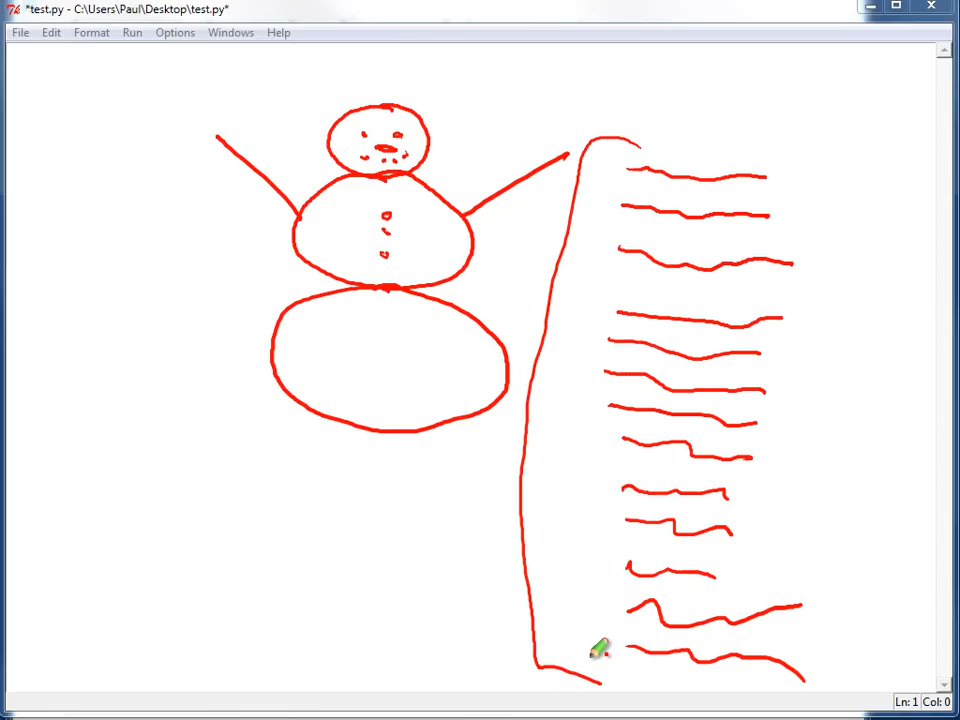 *test.py - C:\Users\Paul\Desktop\test.py*
File Edit Format Run Options Windows Help
Ln: 1 Col: 0